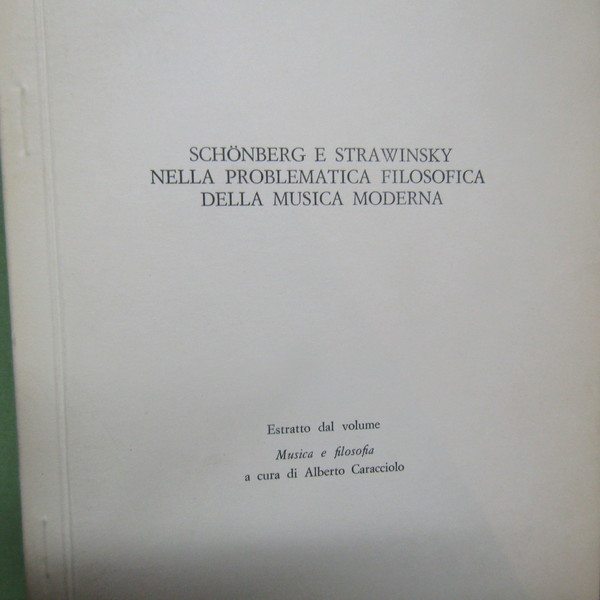 SCHÖNBERG E STRAWINSKY
NELLA PROBLEMATICA FILOSOFICA
DELLA MUSICA MODERNA
Estratto dal volume
Musica e filosofia
a cura di Alberto Caracciolo